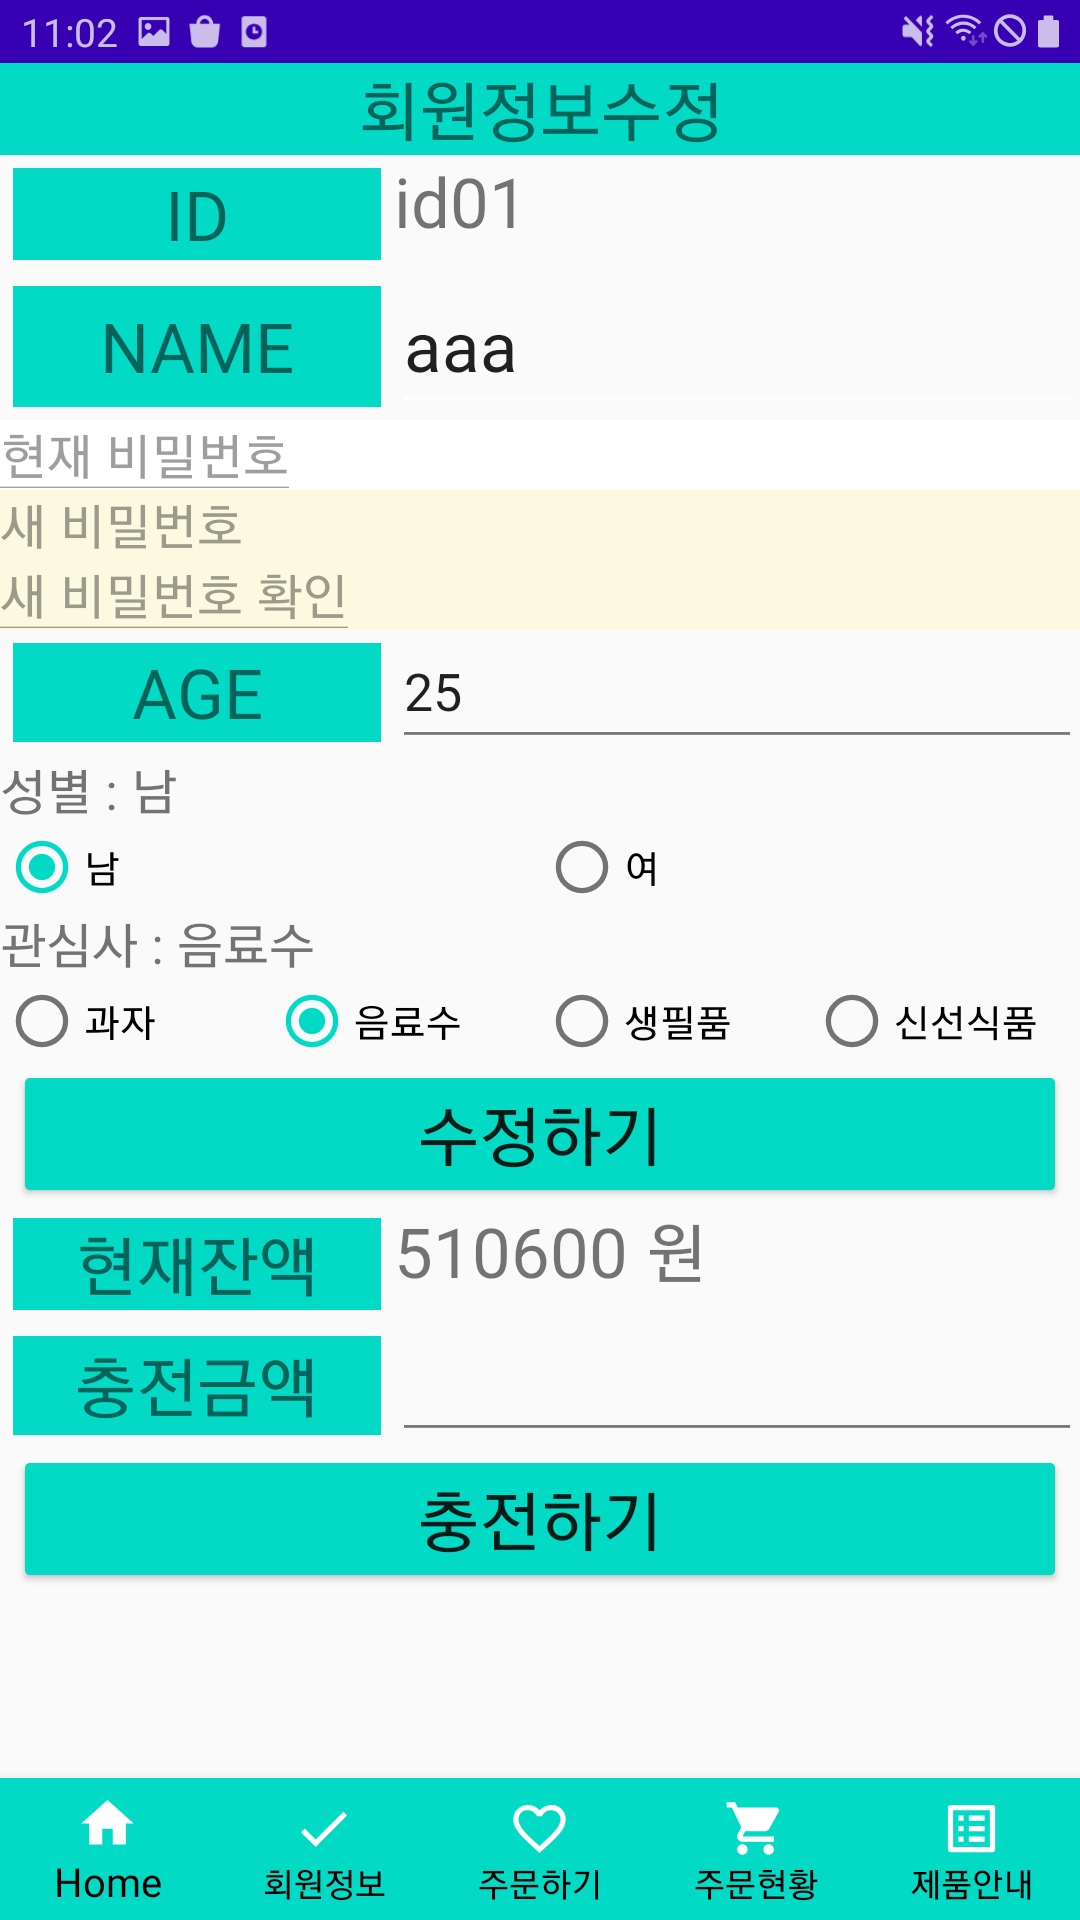 11:02
회원정보수정
ID id01
NAME aaa
현재 비밀번호
새 비밀번호
새 비밀번호 확인
AGE 25
성별 : 남
남 여
관심사 : 음료수
과자 음료수 생필품 신선식품
수정하기
현재잔액 510600 원
충전금액
충전하기
Home 회원정보 주문하기 주문현황 제품안내